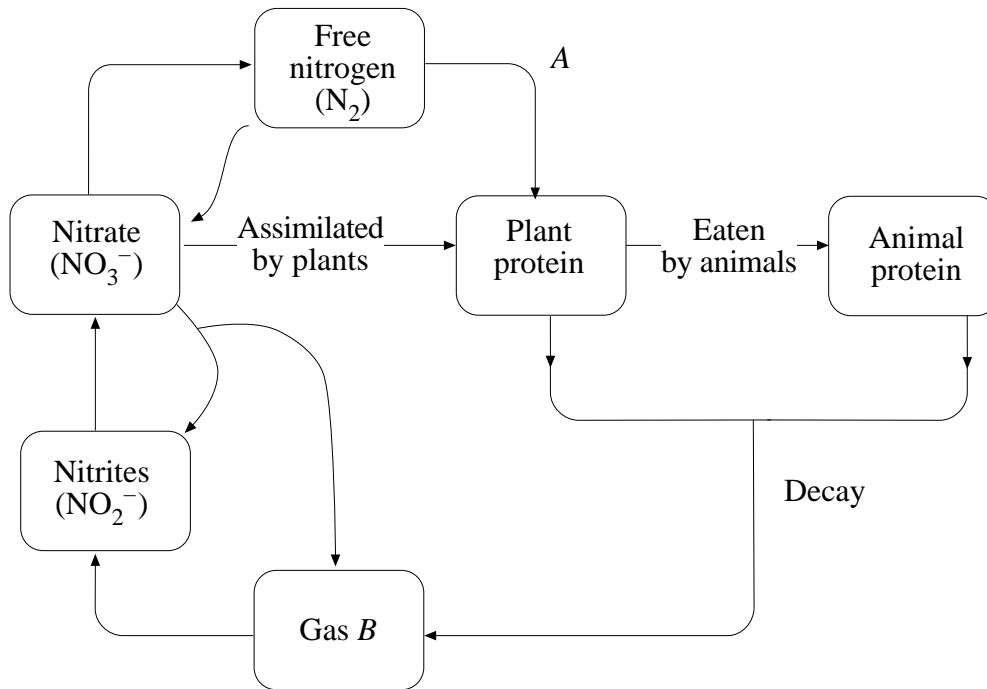 Free
nitrogen
(N₂)
A
Nitrate
(NO₃⁻)
Assimilated
by plants
Plant
protein
Eaten
by animals
Animal
protein
Nitrites
(NO₂⁻)
Decay
Gas B